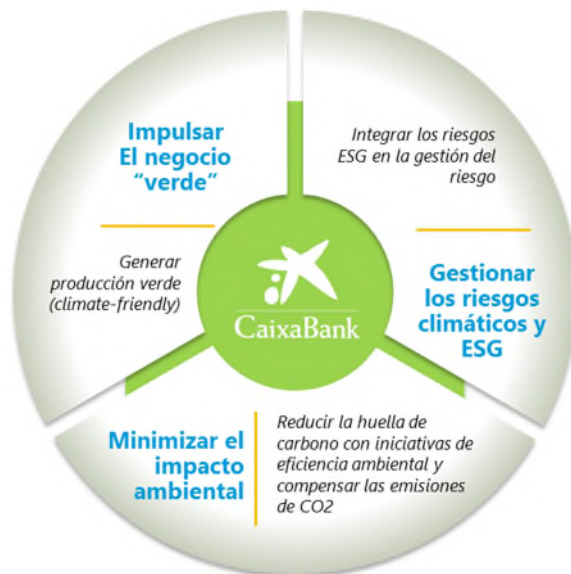 Impulsar
El negocio
“verde”
Generar
producción verde
(climate-friendly)
Integrar los riesgos
ESG en la gestión del
riesgo
Gestionar
los riesgos
climáticos y
ESG
CaixaBank
Minimizar el
impacto
ambiental
Reducir la huella de
carbono con iniciativas de
eficiencia ambiental y
compensar las emisiones
de CO2